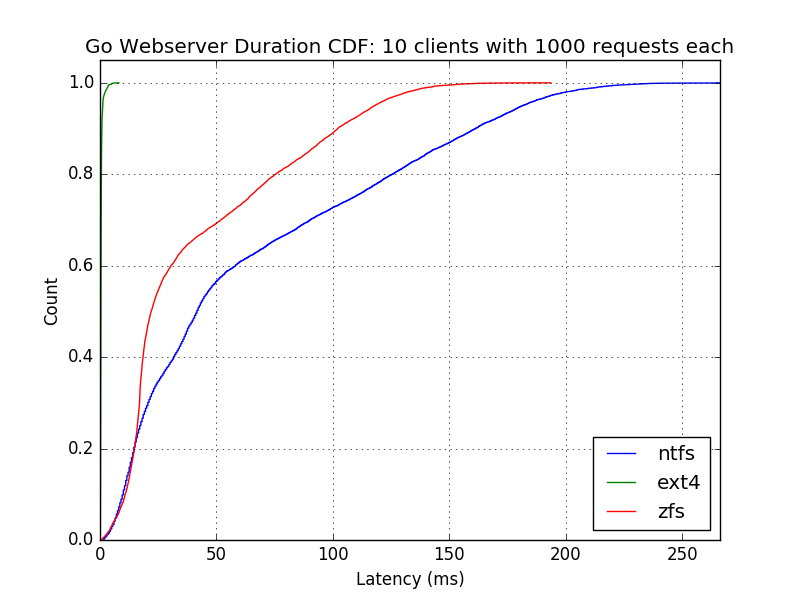 Go Webserver Duration CDF: 10 clients with 1000 requests each
1.0
0.8
0.6
0.4
0.2
0.0
Count
0 50 100 150 200 250
Latency (ms)
ntfs
ext4
zfs